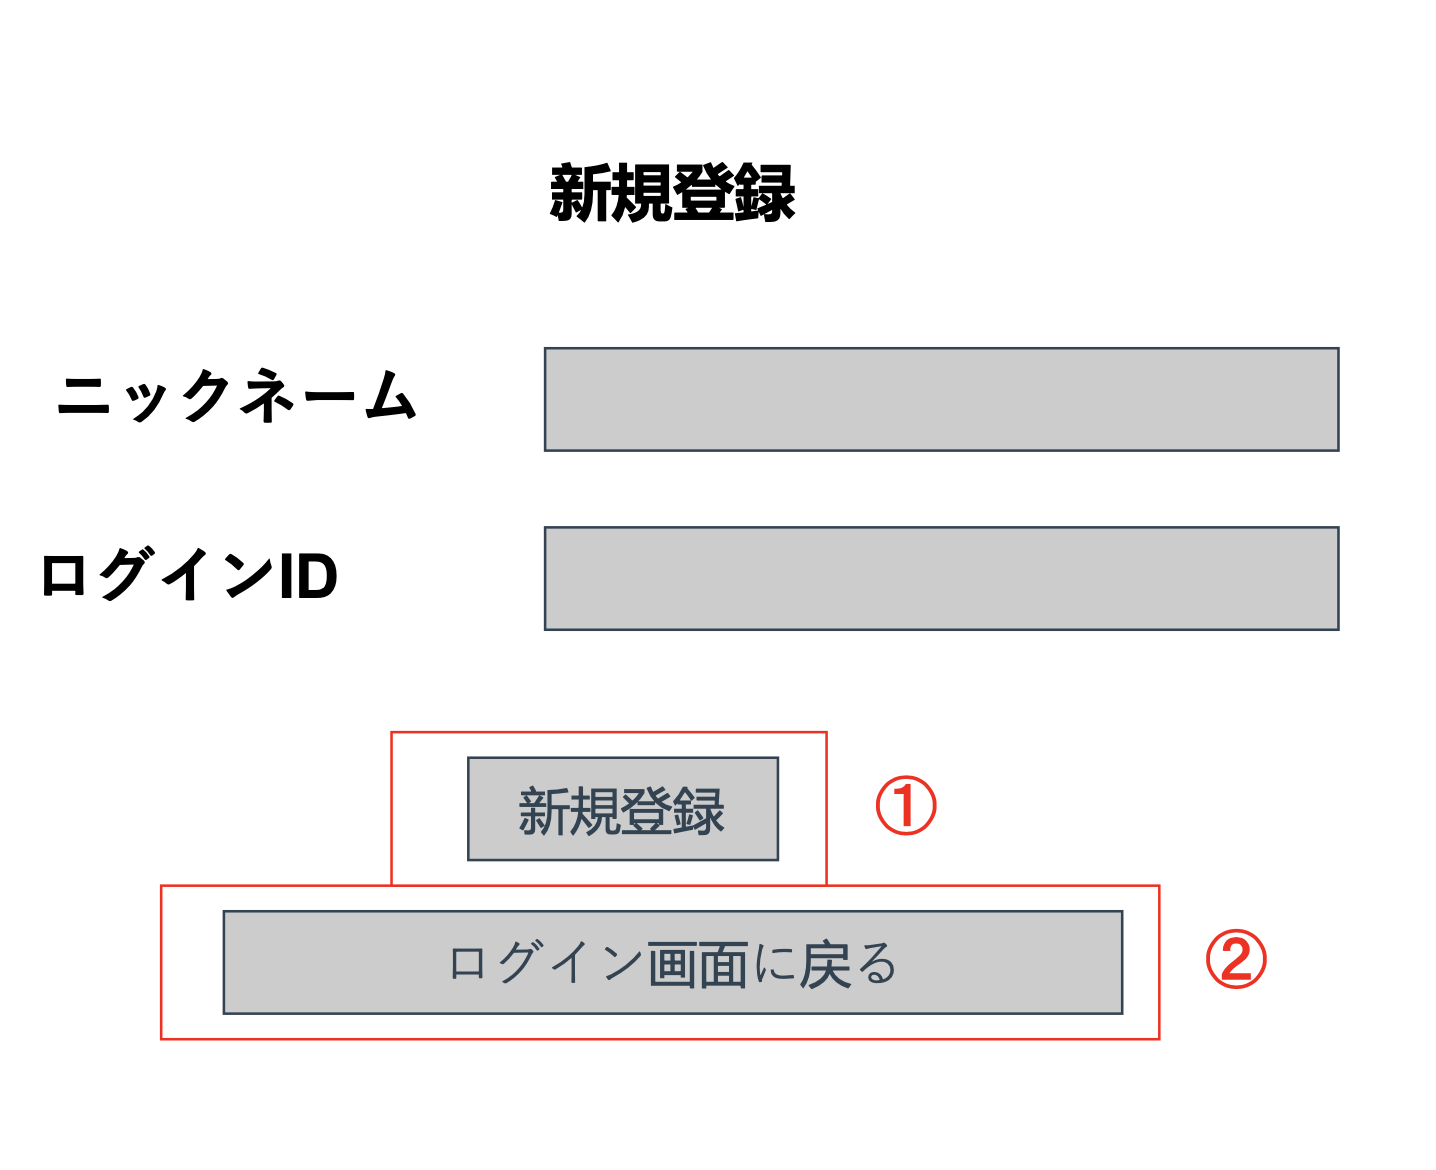 新規登録
ニックネーム
ログインID
新規登録 ①
ログイン画面に戻る ②